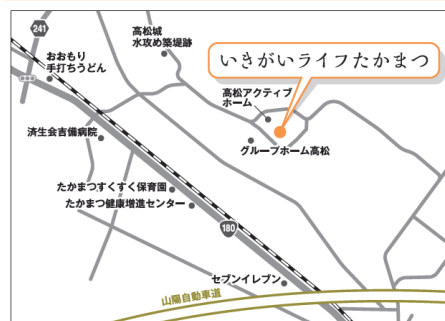 241
高松城
水攻め築堤跡
おおもり
手打ちうどん
いきがいライフたかまつ
高松アクティブ
ホーム
済生会吉備病院
グループホーム高松
たかまつすくすく保育園
たかまつ健康増進センター
180
セブンイレブン
山陽自動車道